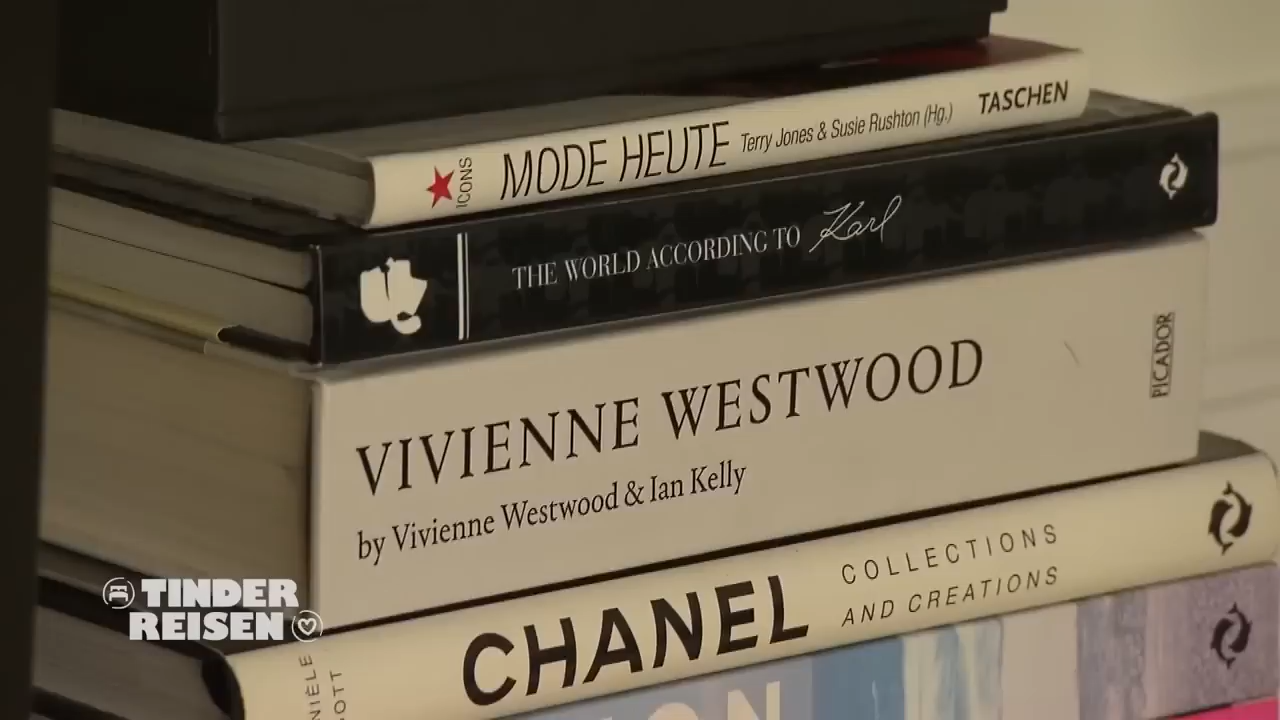 ICONS
MODE HEUTE Terry Jones & Susie Rushton (Hg.) TASCHEN
THE WORLD ACCORDING TO Karl
VIVIENNE WESTWOOD
by Vivienne Westwood & Ian Kelly
PICADOR
CHANEL
COLLECTIONS
AND CREATIONS
TINDER
REISEN